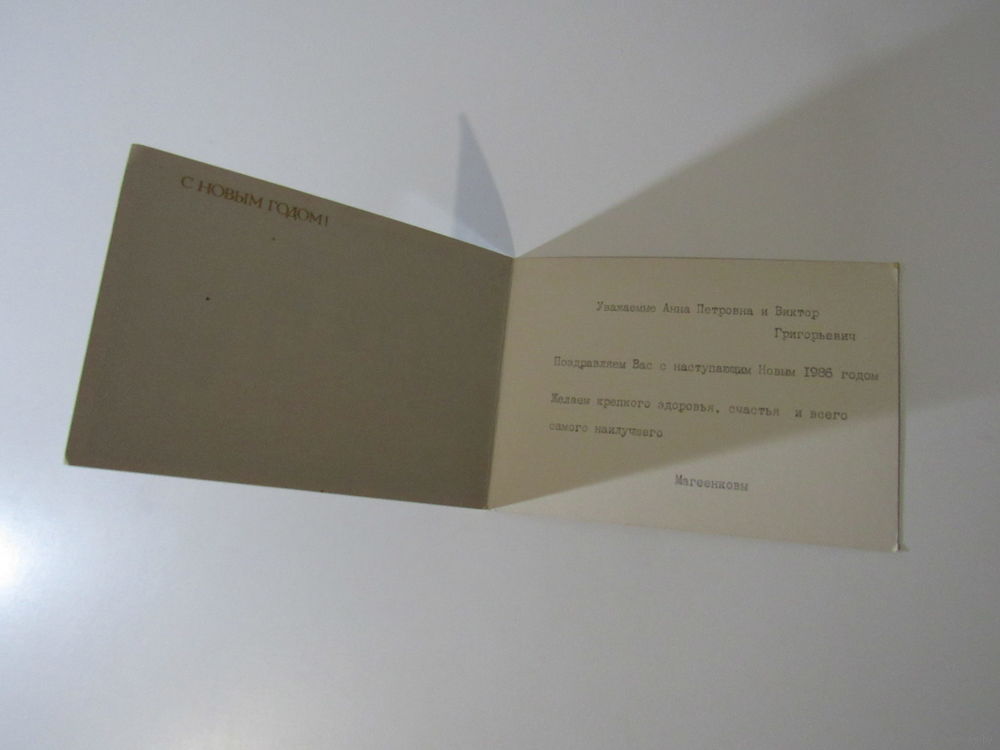 С НОВЫМ ГОДОМ!
Уважаемые Анна Петровна и Виктор
Григорьевич
Поздравляем Вас с наступающим Новым 1986 годом
Желаем крепкого здоровья, счастья и всего
самого наилучшего
Магеенковы